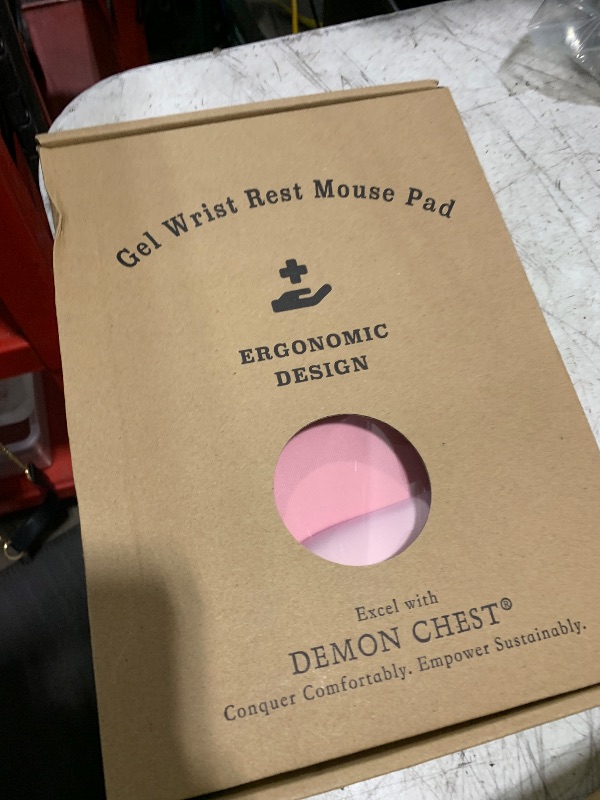 Gel Wrist Rest Mouse Pad
ERGONOMIC
DESIGN
Excel with
DEMON CHEST®
Conquer Comfortably. Empower Sustainably.